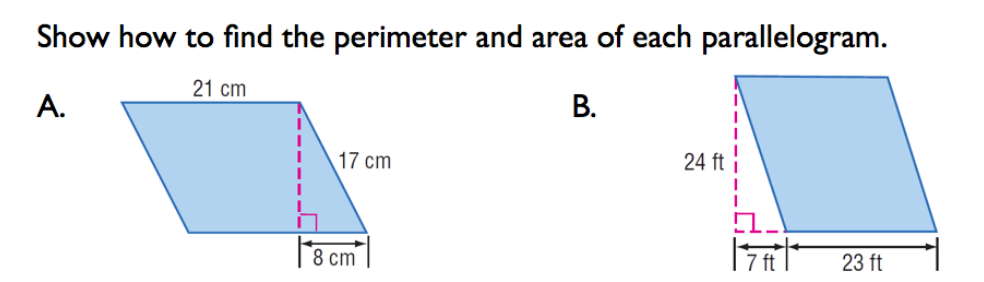 Show how to find the perimeter and area of each parallelogram.
A.
21 cm
17 cm
8 cm
B.
24 ft
7 ft
23 ft